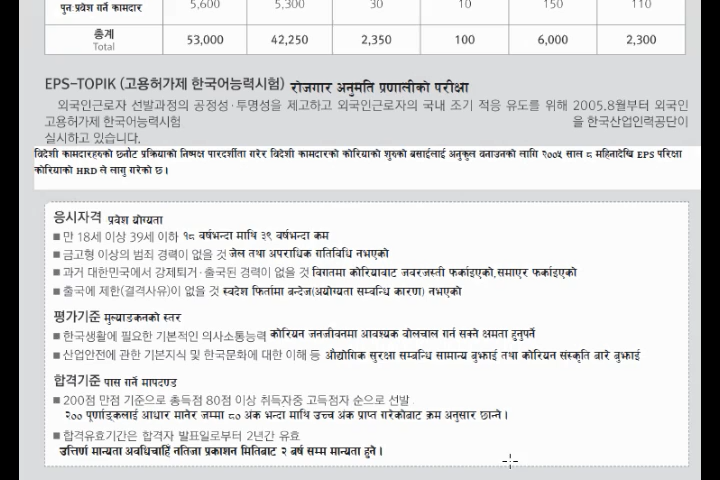 पुनः प्रवेश गर्ने कामदार 5,600 5,300 30 10 150 110
총계 53,000 42,250 2,350 100 6,000 2,300
Total
EPS-TOPIK (고용허가제 한국어능력시험) रोजगार अनुमति प्रणालीको परीक्षा
외국인근로자 선발과정의 공정성·투명성을 제고하고 외국인근로자의 국내 조기 적응 유도를 위해 2005.8월부터 외국인
고용허가제 한국어능력시험 을 한국산업인력공단이
실시하고 있습니다.
विदेशी कामदारहरुको छनौट प्रक्रियाको निष्पक्ष पारदर्शीता गरेर विदेशी कामदारको कोरियाको शुरुको बसाईलाई अनुकुल बनाउनको लागि २००५ साल ८ महिनादेखि EPS परिक्षा
कोरियाको HRD ले लागु गरेको छ।
응시자격 प्रवेश योग्यता
■ 만 18세 이상 39세 이하 १८ वर्षभन्दा माथि ३९ वर्षभन्दा कम
■ 금고형 이상의 범죄 경력이 없을 것 जेल तथा अपराधिक गतिविधि नभएको
■ 과거 대한민국에서 강제퇴거·출국된 경력이 없을 것 विगतमा कोरियाबाट जवरजस्ती फर्काइएको,समाएर फर्काइएको
■ 출국에 제한(결격사유)이 없을 것 स्वदेश फिर्तामा बन्देज(अयोग्यता सम्बन्धि कारण) नभएको
평가기준 मुल्याङकनको स्तर
■ 한국생활에 필요한 기본적인 의사소통능력 कोरियन जनजीवनमा आवश्यक बोलचाल गर्न सक्ने क्षमता हुनुपर्ने
■ 산업안전에 관한 기본지식 및 한국문화에 대한 이해 등 औद्योगिक सुरक्षा सम्बन्धि सामान्य बुझाई तथा कोरियन संस्कृति बारे बुझाई
합격기준 पास गर्ने मापदण्ड
■ 200점 만점 기준으로 총득점 80점 이상 취득자중 고득점자 순으로 선발
२०० पूर्णाङ्कलाई आधार मानेर जम्मा ८० अंक भन्दा माथि उच्च अंक प्राप्त गरेकोबाट क्रम अनुसार छान्ने।
■ 합격유효기간은 합격자 발표일로부터 2년간 유효
उत्तिर्ण मान्यता अवधिचाहिँ नतिजा प्रकाशन मितिबाट २ बर्ष सम्म मान्यता हुने।